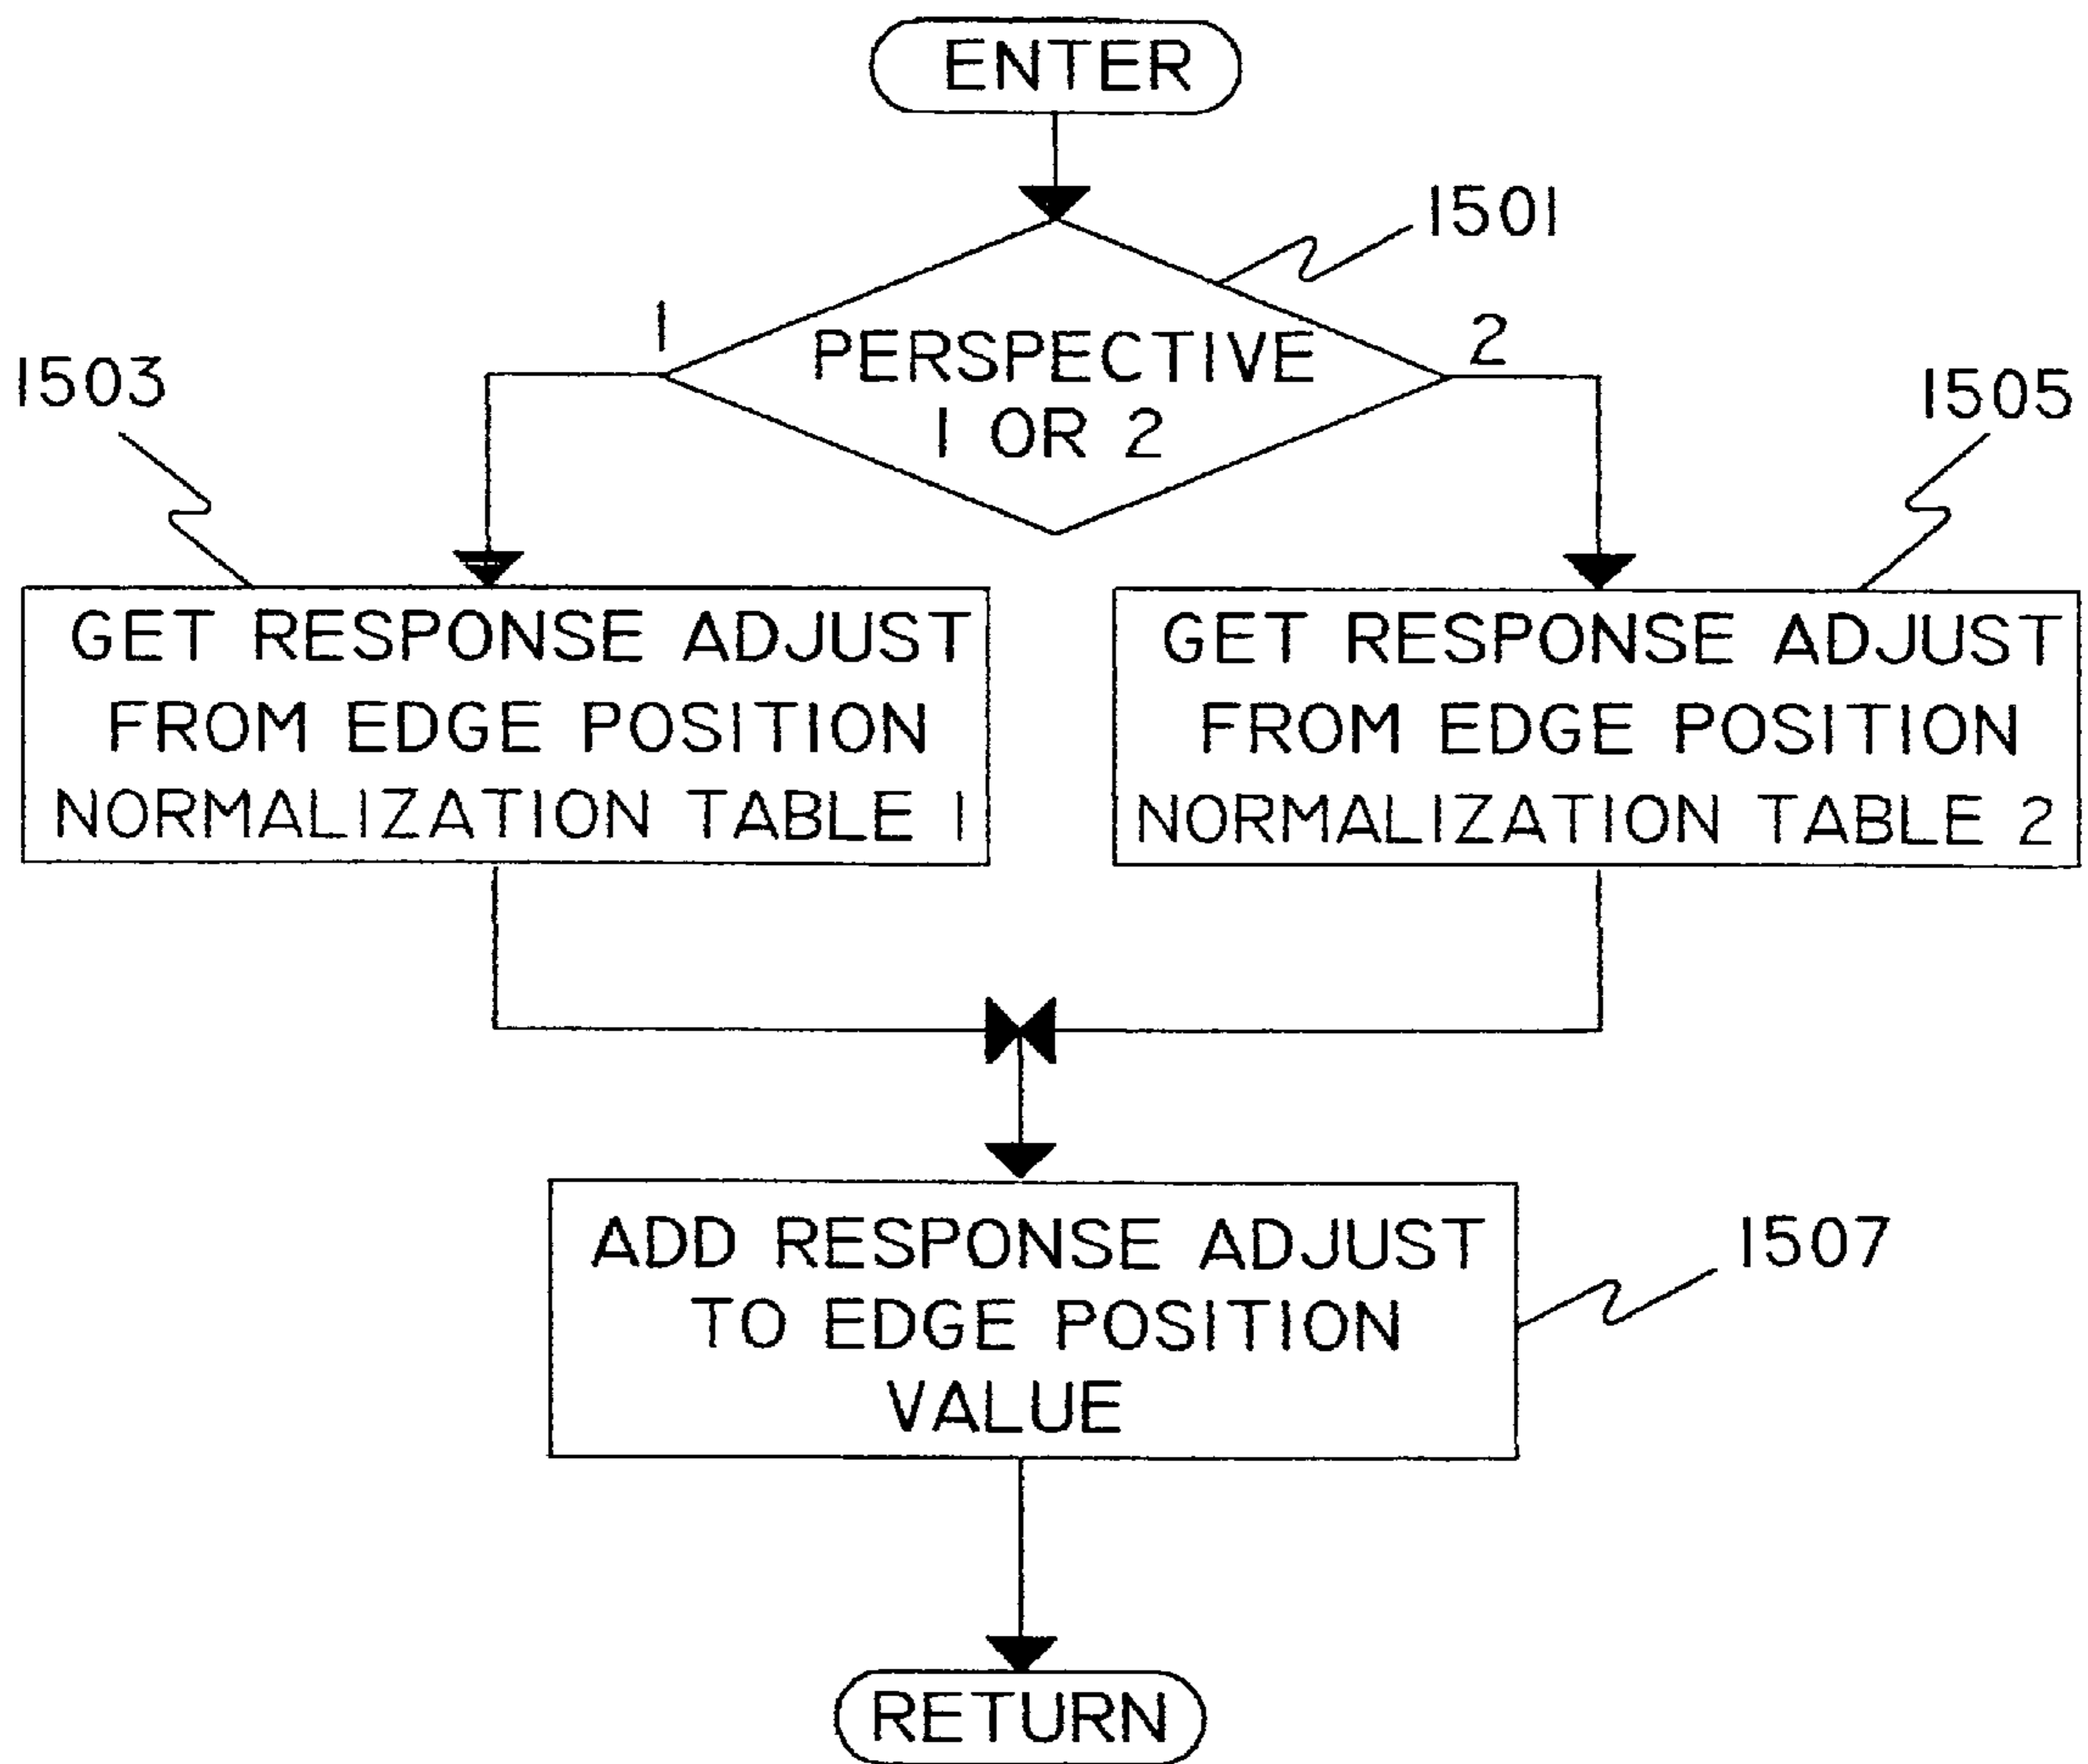 ENTER
1501
1
PERSPECTIVE
1 OR 2
2
1503
1505
GET RESPONSE ADJUST
FROM EDGE POSITION
NORMALIZATION TABLE 1
GET RESPONSE ADJUST
FROM EDGE POSITION
NORMALIZATION TABLE 2
ADD RESPONSE ADJUST
TO EDGE POSITION
VALUE
1507
RETURN